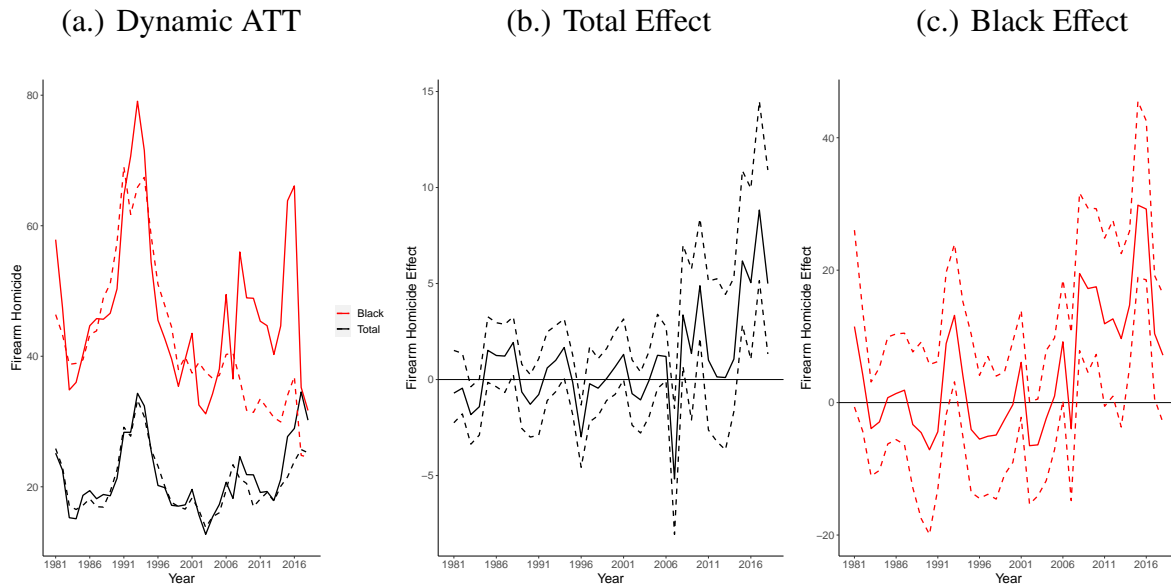 (a.) Dynamic ATT
80
60
40
20
Firearm Homicide
1981 1986 1991 1996 2001 2006 2011 2016
Year
Black
Total
(b.) Total Effect
15
10
5
0
−5
Firearm Homicide Effect
1981 1986 1991 1996 2001 2006 2011 2016
Year
(c.) Black Effect
40
20
0
−20
Firearm Homicide Effect
1981 1986 1991 1996 2001 2006 2011 2016
Year